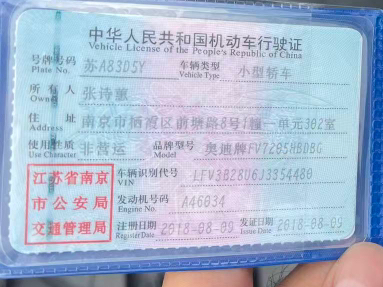 中华人民共和国机动车行驶证
Vehicle License of the People's Republic of China
号牌号码 苏A83D5Y 车辆类型 小型轿车
Plate No. Vehicle Type
所有人 张诗蕙
Owner
住址 南京市栖霞区前塘路8号1幢一单元302室
Address
使用性质 非营运 品牌型号 奥迪牌FV7205HBDBG
Use Character Model
江苏省南京
市公安局
交通管理局
车辆识别代号 LFV3B28U6J3354480
VIN
发动机号码 A46034
Engine No.
注册日期 2018-08-09 发证日期 2018-08-09
Register Date Issue Date